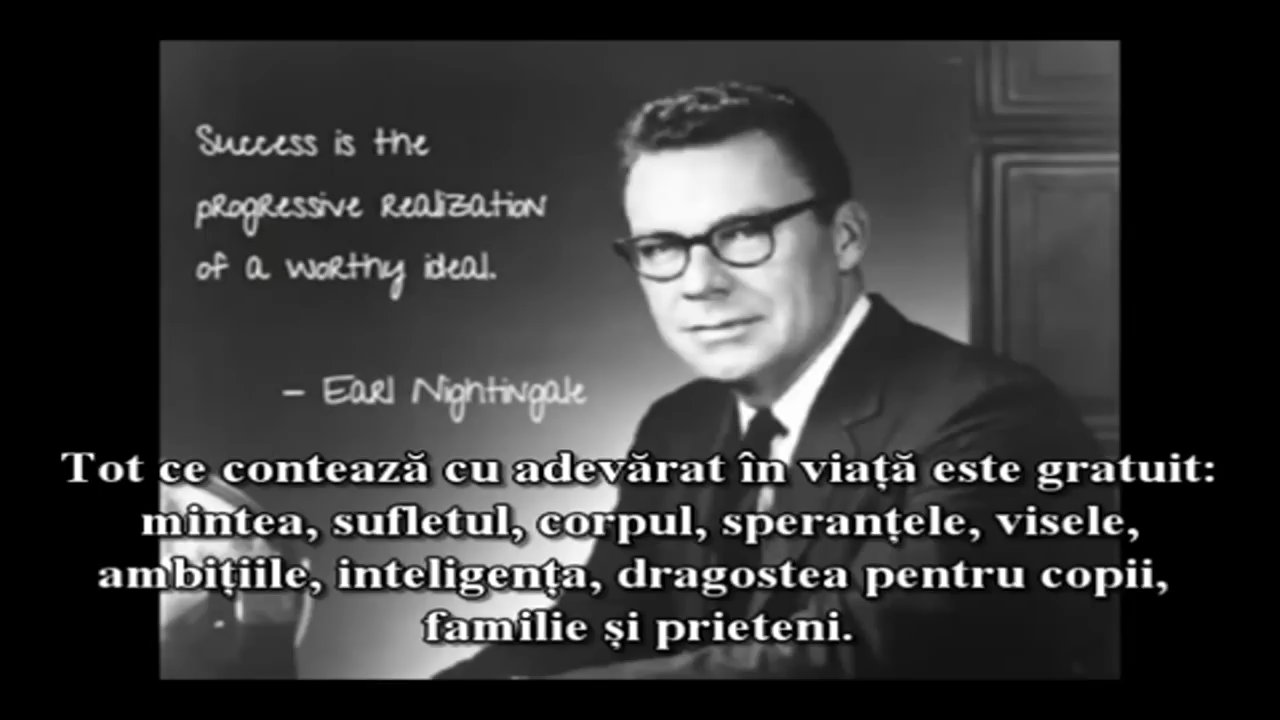 Success is the
progressive realization
of a worthy ideal.
– Earl Nightingale
Tot ce contează cu adevărat în viață este gratuit:
mintea, sufletul, corpul, speranțele, visele,
ambițiile, inteligența, dragostea pentru copii,
familie și prieteni.